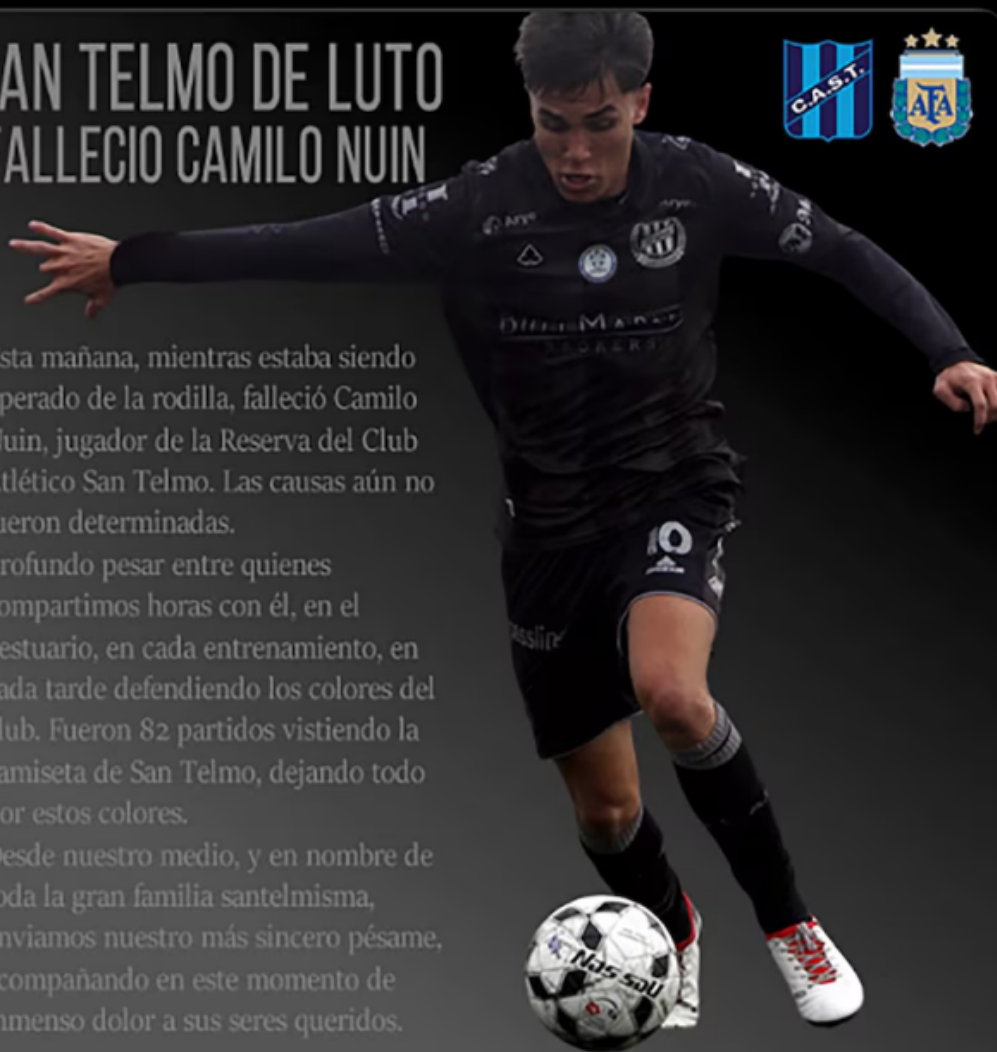 AN TELMO DE LUTO
FALLECIO CAMILO NUIN
C.A.S.T.
AFA
sta mañana, mientras estaba siendo
perado de la rodilla, falleció Camilo
Nuin, jugador de la Reserva del Club
tlético San Telmo. Las causas aún no
ueron determinadas.
rofundo pesar entre quienes
ompartimos horas con él, en el
estuario, en cada entrenamiento, en
ada tarde defendiendo los colores del
lub. Fueron 82 partidos vistiendo la
amiseta de San Telmo, dejando todo
or estos colores.
Desde nuestro medio, y en nombre de
oda la gran familia santelmisma,
nviamos nuestro más sincero pésame,
compañando en este momento de
nmenso dolor a sus seres queridos.
BROKERS
10
NassaU